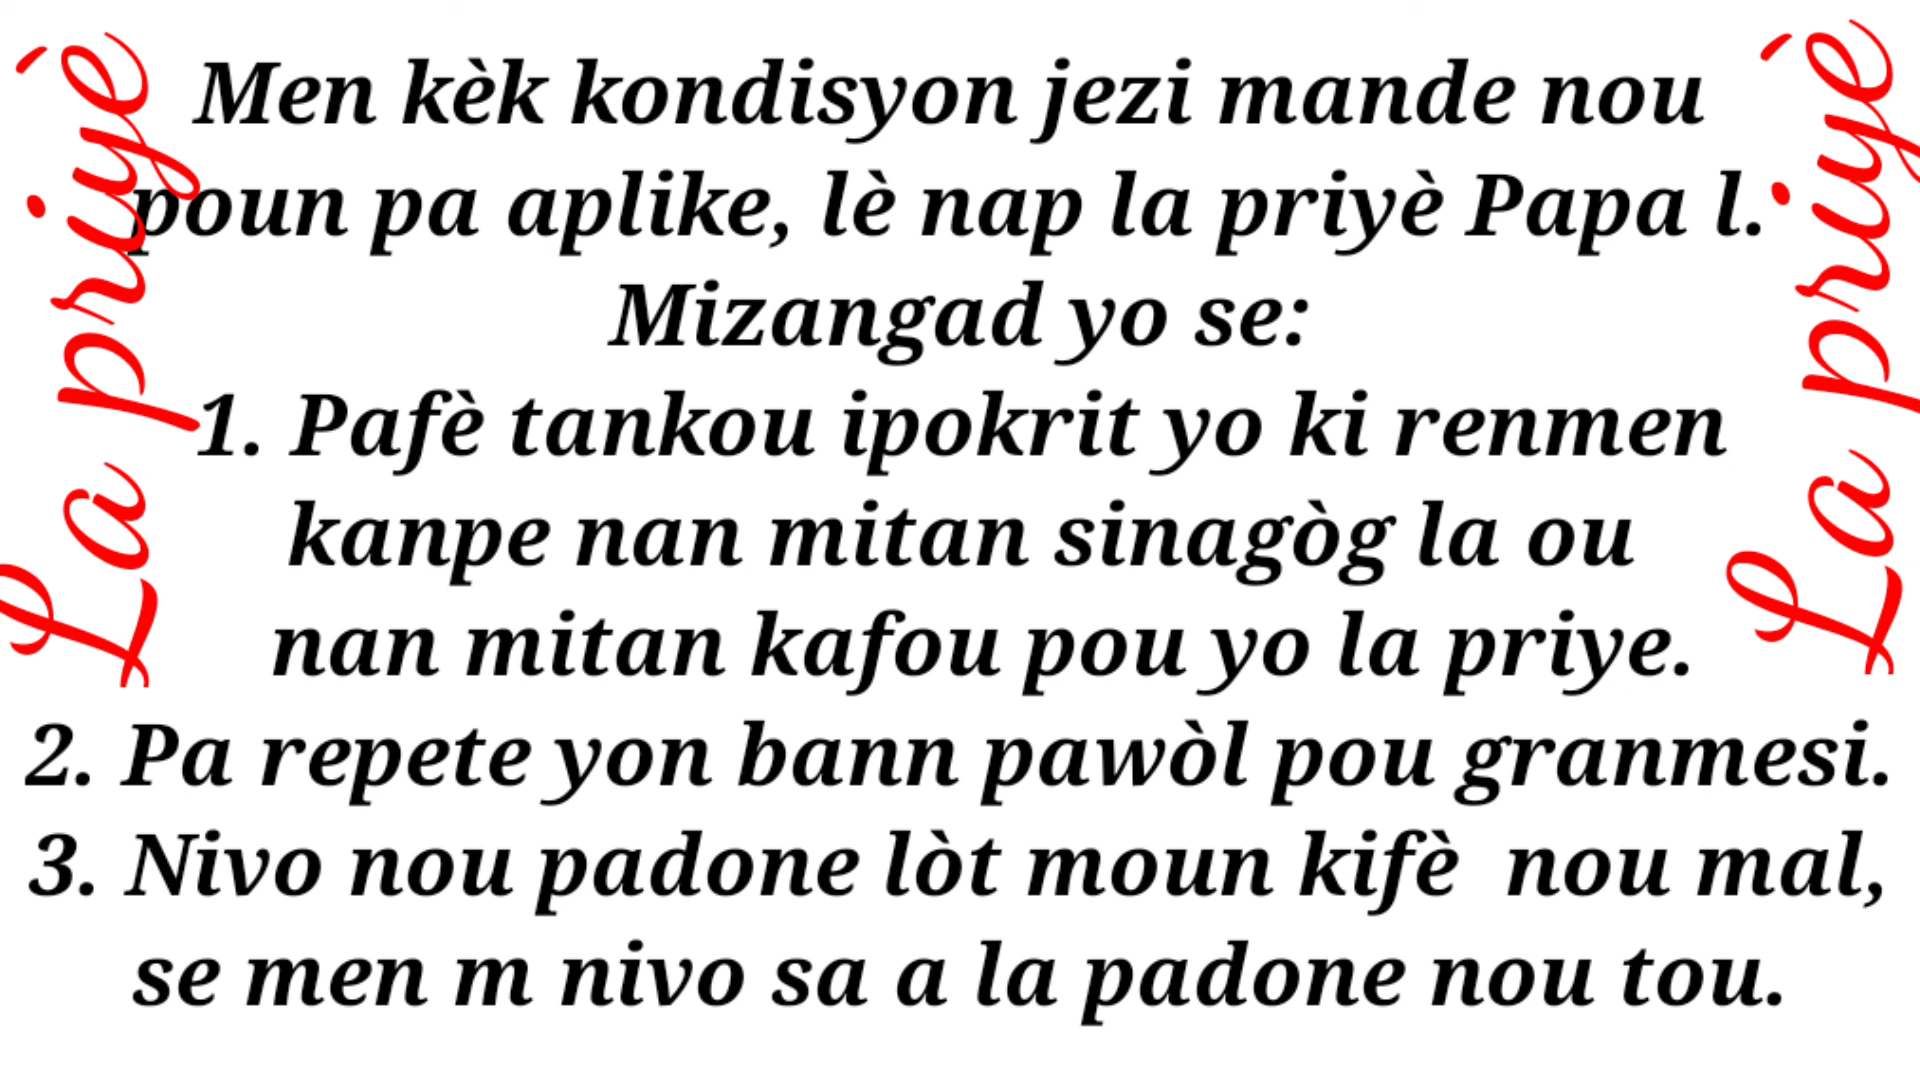 La priyè
Men kèk kondisyon jezi mande nou
poun pa aplike, lè nap la priyè Papa l.
Mizangad yo se:
1. Pafè tankou ipokrit yo ki renmen
kanpe nan mitan sinagòg la ou
nan mitan kafou pou yo la priye.
2. Pa repete yon bann pawòl pou granmesi.
3. Nivo nou padone lòt moun kifè nou mal,
se men m nivo sa a la padone nou tou.
La priyè